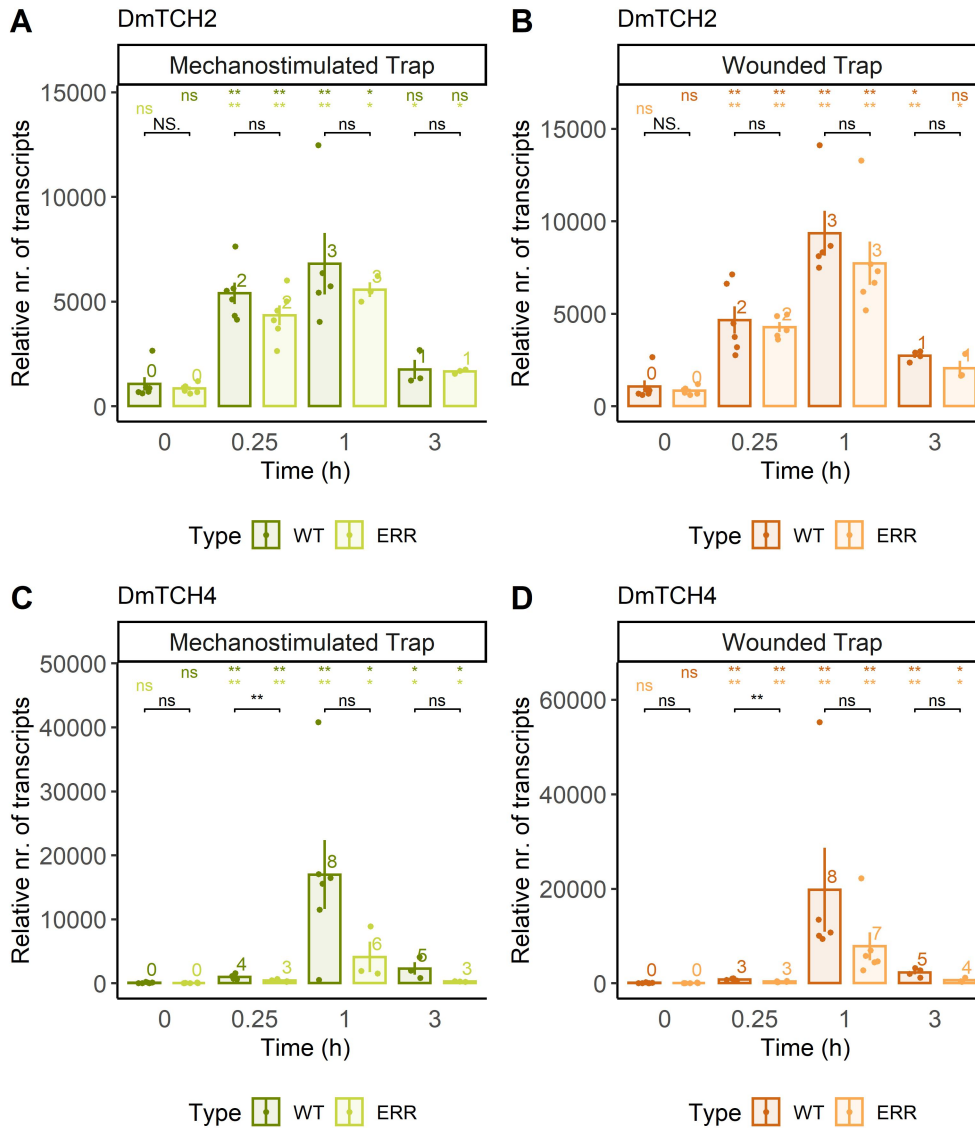 A DmTCH2
Mechanostimulated Trap
Relative nr. of transcripts
15000
10000
5000
0
ns ** ** ** * ns ns
ns ** ** ** * * *
NS. ns ns ns
0 0 2 2 3 3 1 1
0 0.25 1 3
Time (h)
Type WT ERR
B DmTCH2
Wounded Trap
Relative nr. of transcripts
15000
10000
5000
0
ns ** ** ** ** * ns
ns ** ** ** ** ** *
NS. ns ns ns
0 0 2 2 3 3 1 1
0 0.25 1 3
Time (h)
Type WT ERR
C DmTCH4
Mechanostimulated Trap
Relative nr. of transcripts
50000
40000
30000
20000
10000
0
ns ** ** ** * * *
ns ** ** ** * * *
ns ** ns ns
0 0 4 3 8 6 5 3
0 0.25 1 3
Time (h)
Type WT ERR
D DmTCH4
Wounded Trap
Relative nr. of transcripts
60000
40000
20000
0
ns ** ** ** ** ** *
ns ** ** ** ** ** *
ns ** ns ns
0 0 3 3 8 7 5 4
0 0.25 1 3
Time (h)
Type WT ERR